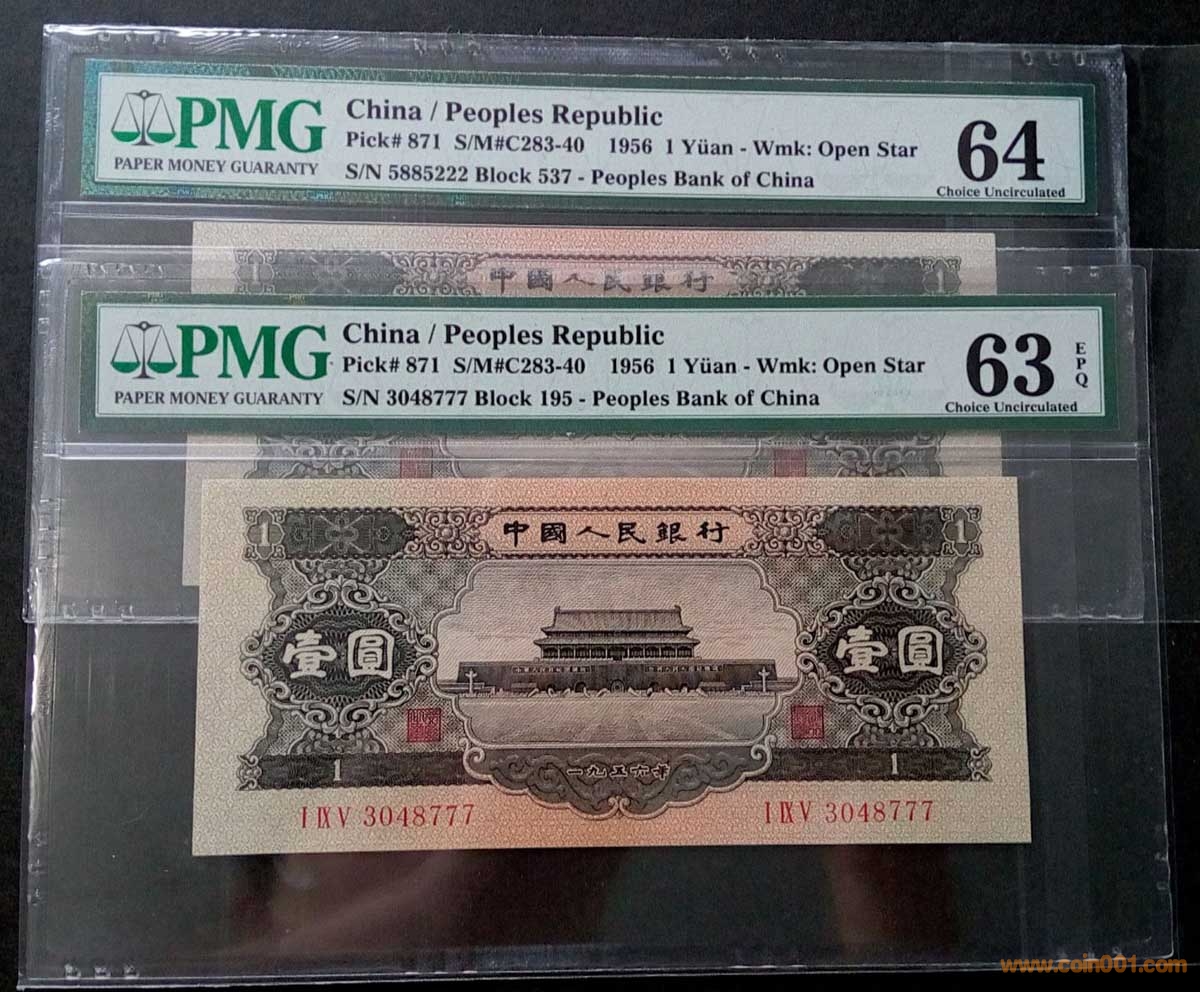 PMG
PAPER MONEY GUARANTY
China / Peoples Republic
Pick# 871 S/M#C283-40 1956 1 Yüan - Wmk: Open Star
S/N 5885222 Block 537 - Peoples Bank of China
64
Choice Uncirculated
1 中國人民銀行 1
PMG
PAPER MONEY GUARANTY
China / Peoples Republic
Pick# 871 S/M#C283-40 1956 1 Yüan - Wmk: Open Star
S/N 3048777 Block 195 - Peoples Bank of China
63
EPQ
Choice Uncirculated
1 中國人民銀行 1
壹圓 壹圓
1 一九五六年 1
I IX V 3048777 I IX V 3048777
www.coin001.com